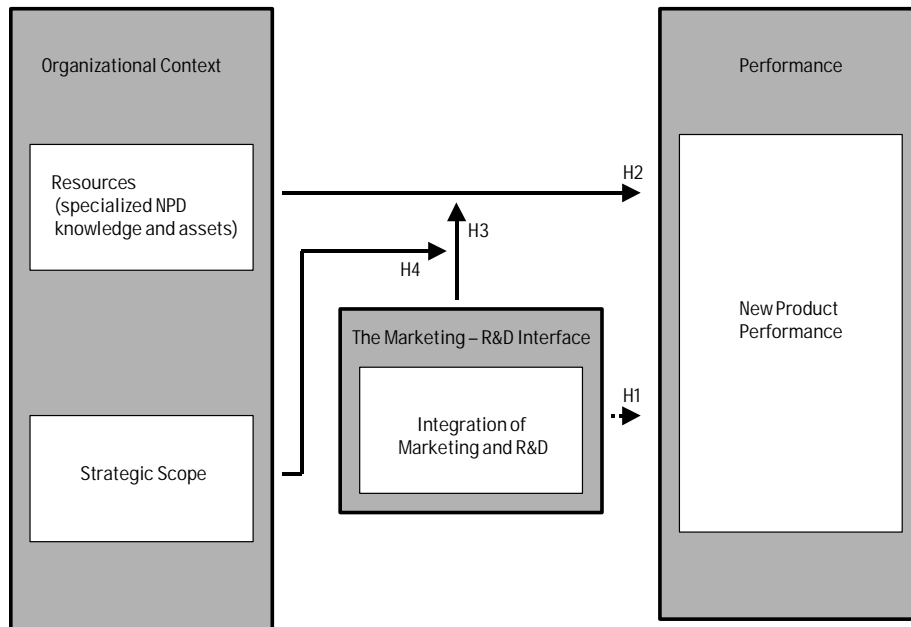 Organizational Context
Resources
(specialized NPD
knowledge and assets)
Strategic Scope
H4
H3
H2
The Marketing – R&D Interface
Integration of
Marketing and R&D
H1
Performance
New Product
Performance